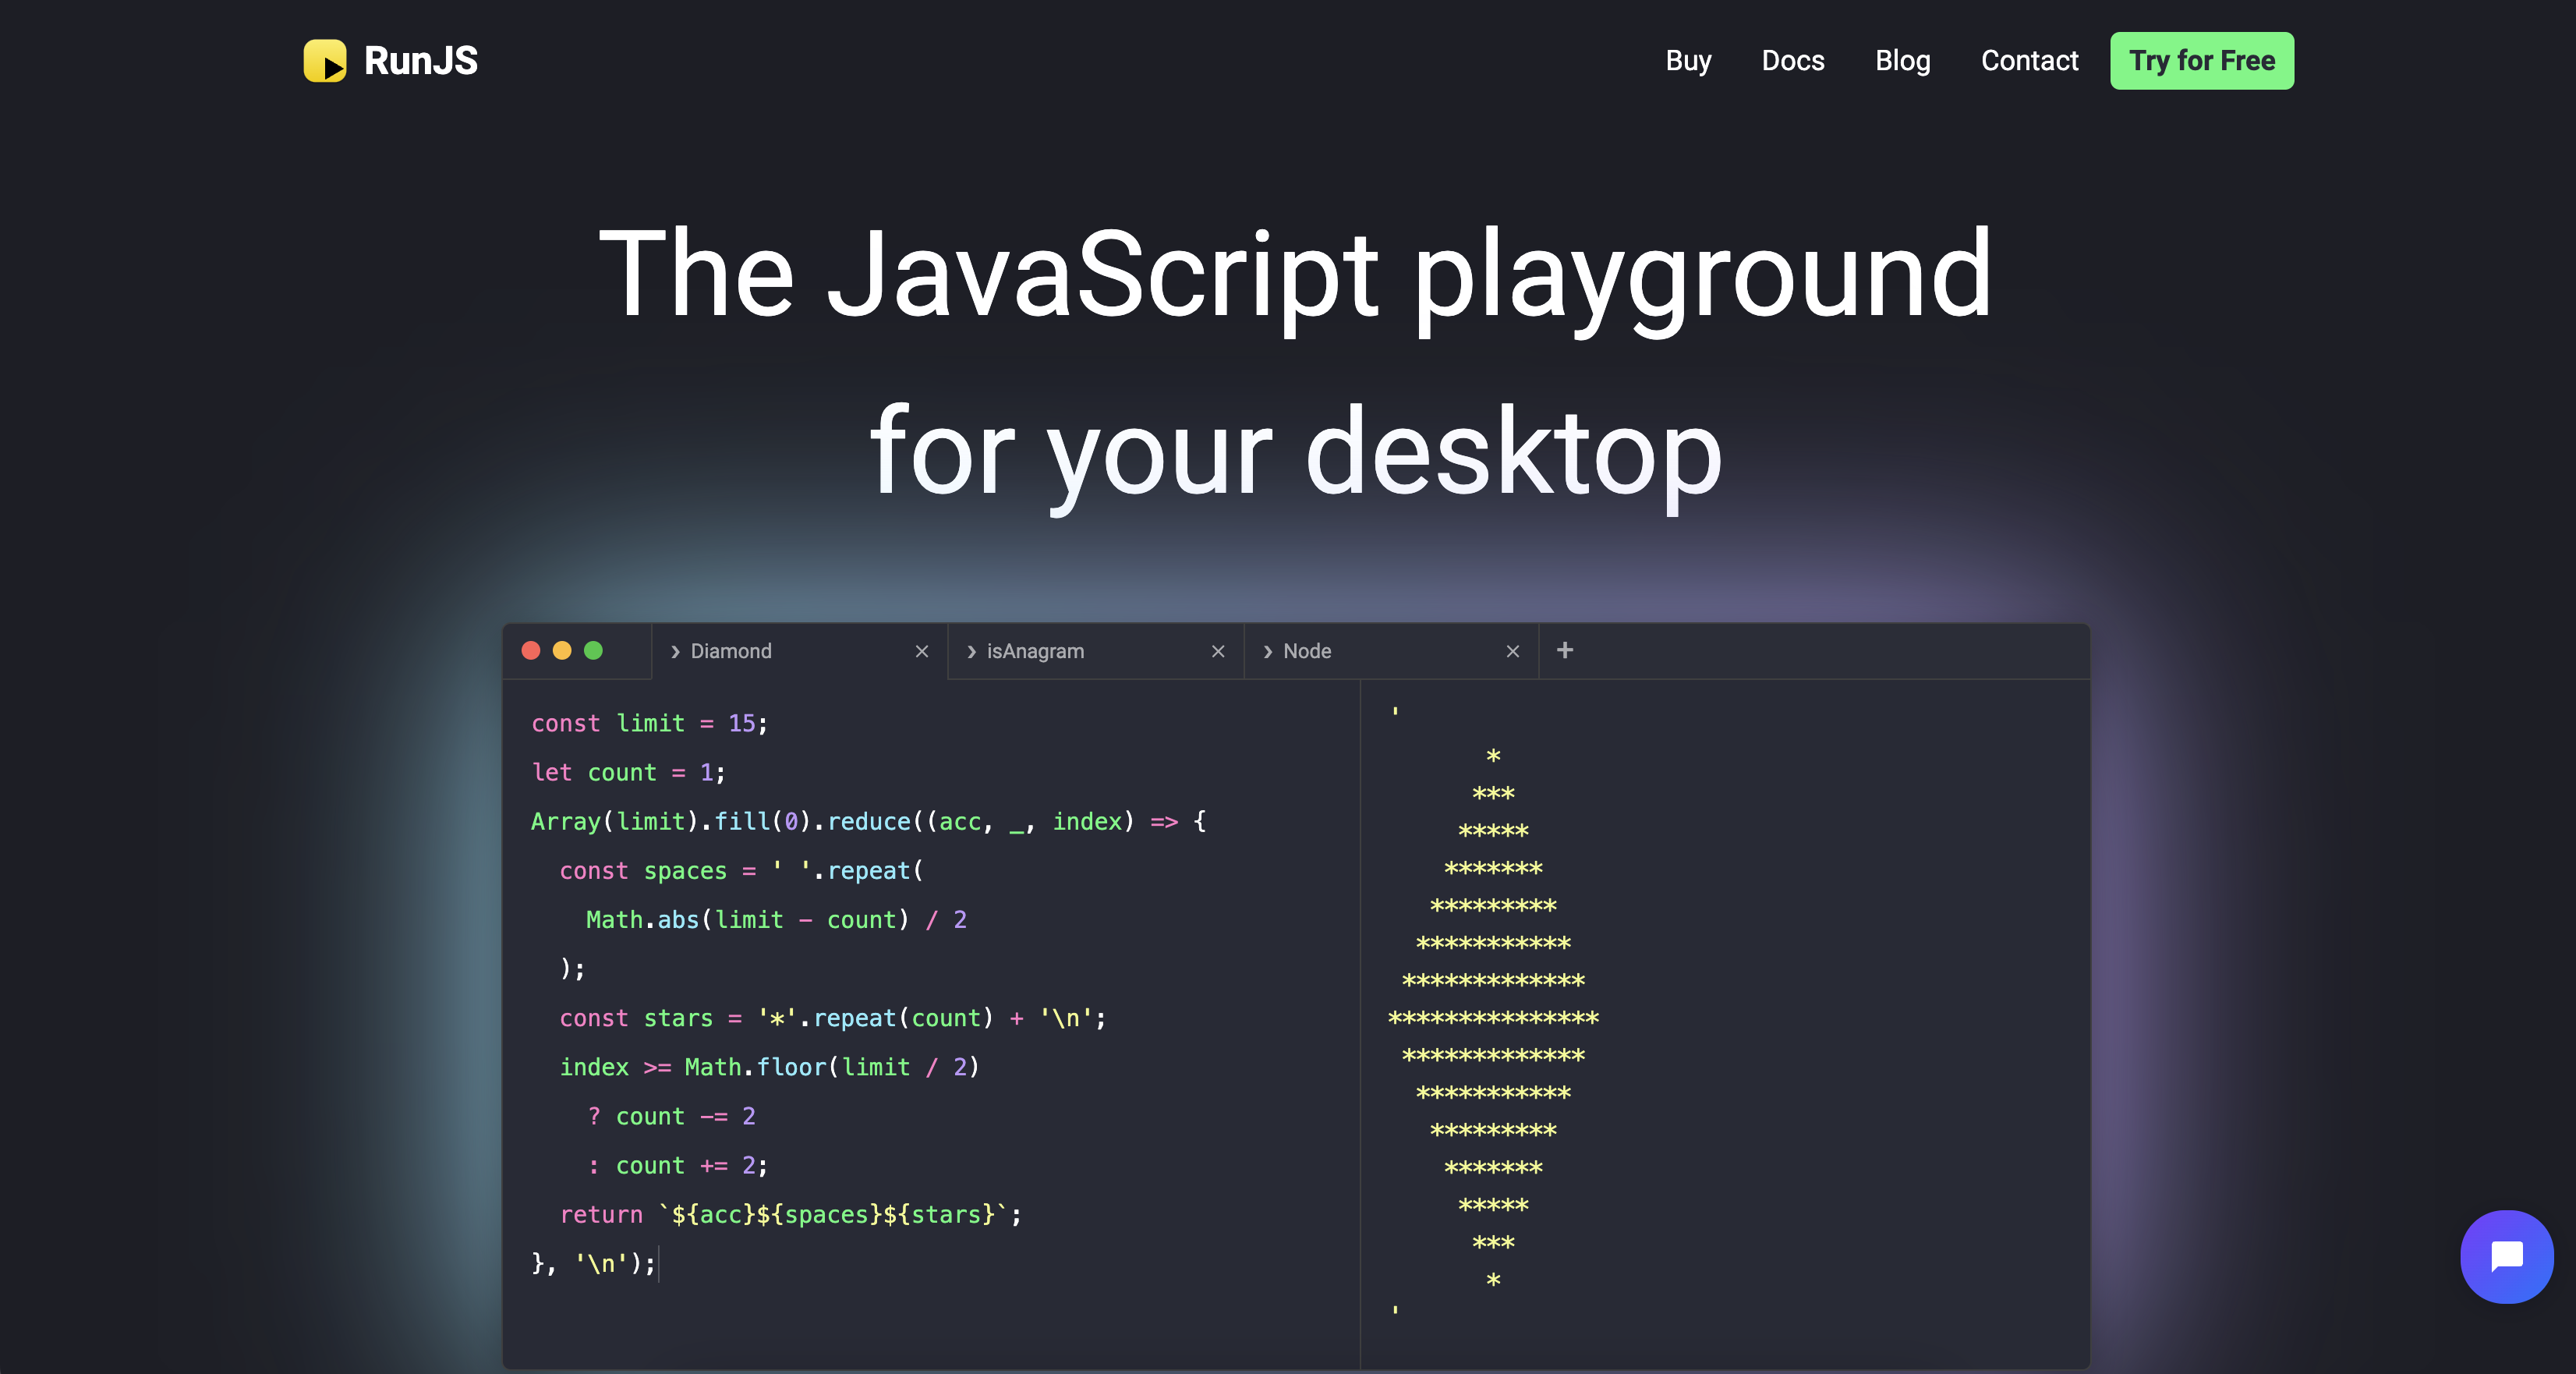 RunJS
Buy Docs Blog Contact Try for Free
The JavaScript playground
for your desktop
› Diamond × › isAnagram × › Node × +
const limit = 15;
let count = 1;
Array(limit).fill(0).reduce((acc, _, index) => {
  const spaces = ' '.repeat(
    Math.abs(limit - count) / 2
  );
  const stars = '*'.repeat(count) + '\n';
  index >= Math.floor(limit / 2)
    ? count -= 2
    : count += 2;
  return `${acc}${spaces}${stars}`;
}, '\n');
'
       *
      ***
     *****
    *******
   *********
  ***********
 *************
***************
 *************
  ***********
   *********
    *******
     *****
      ***
       *
'